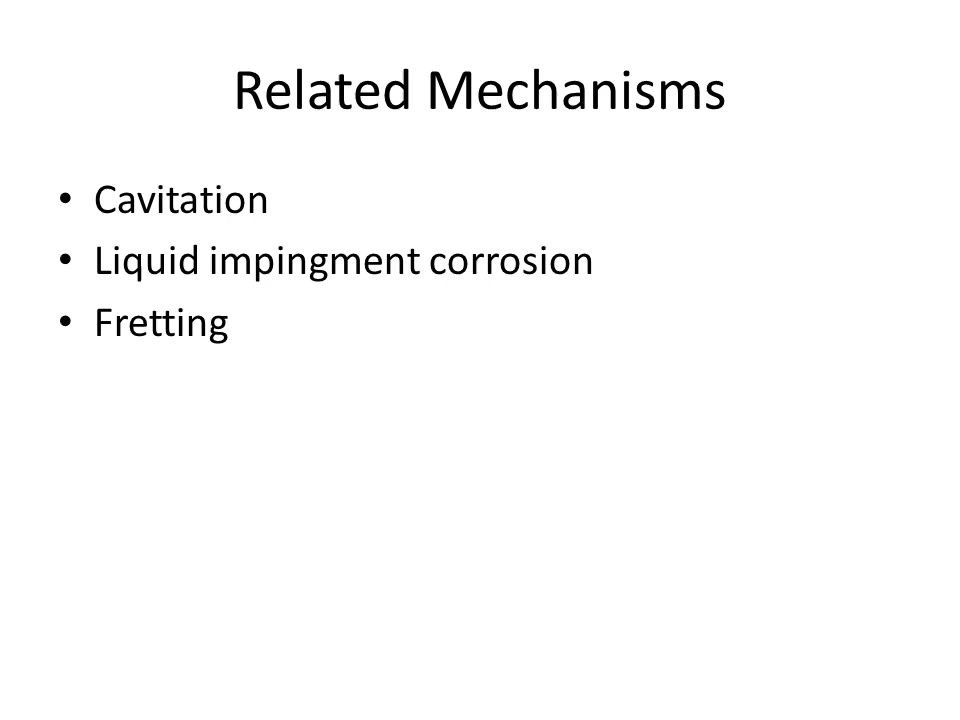 Related Mechanisms
• Cavitation
• Liquid impingment corrosion
• Fretting